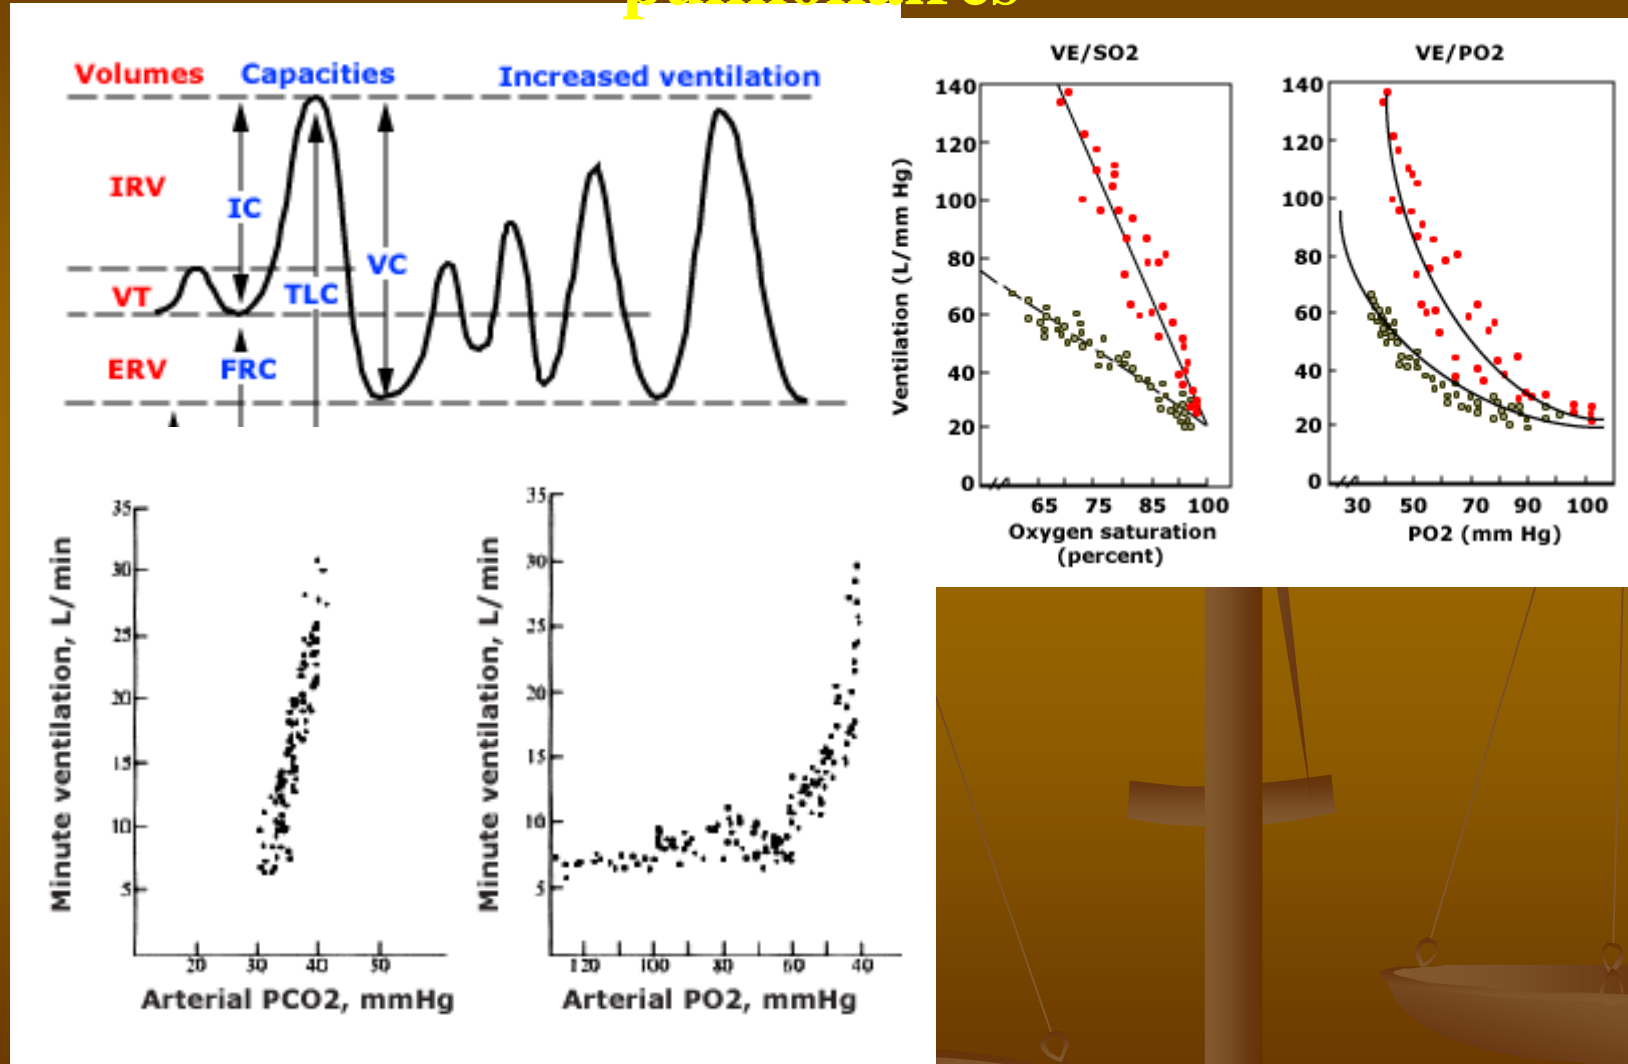 pulmonaires
Volumes Capacities Increased ventilation
IRV
IC
VC
VT
TLC
ERV
FRC
VE/SO2
140
120
100
80
60
40
20
0
65 75 85 100
Oxygen saturation
(percent)
Ventilation (L/mm Hg)
VE/PO2
140
120
100
80
60
40
20
0
30 50 70 90 100
PO2 (mm Hg)
35
30
25
20
15
10
5
20 30 40 50
Minute ventilation, L/min
Arterial PCO2, mmHg
35
30
25
20
15
10
5
120 100 80 60 40
Minute ventilation, L/min
Arterial PO2, mmHg